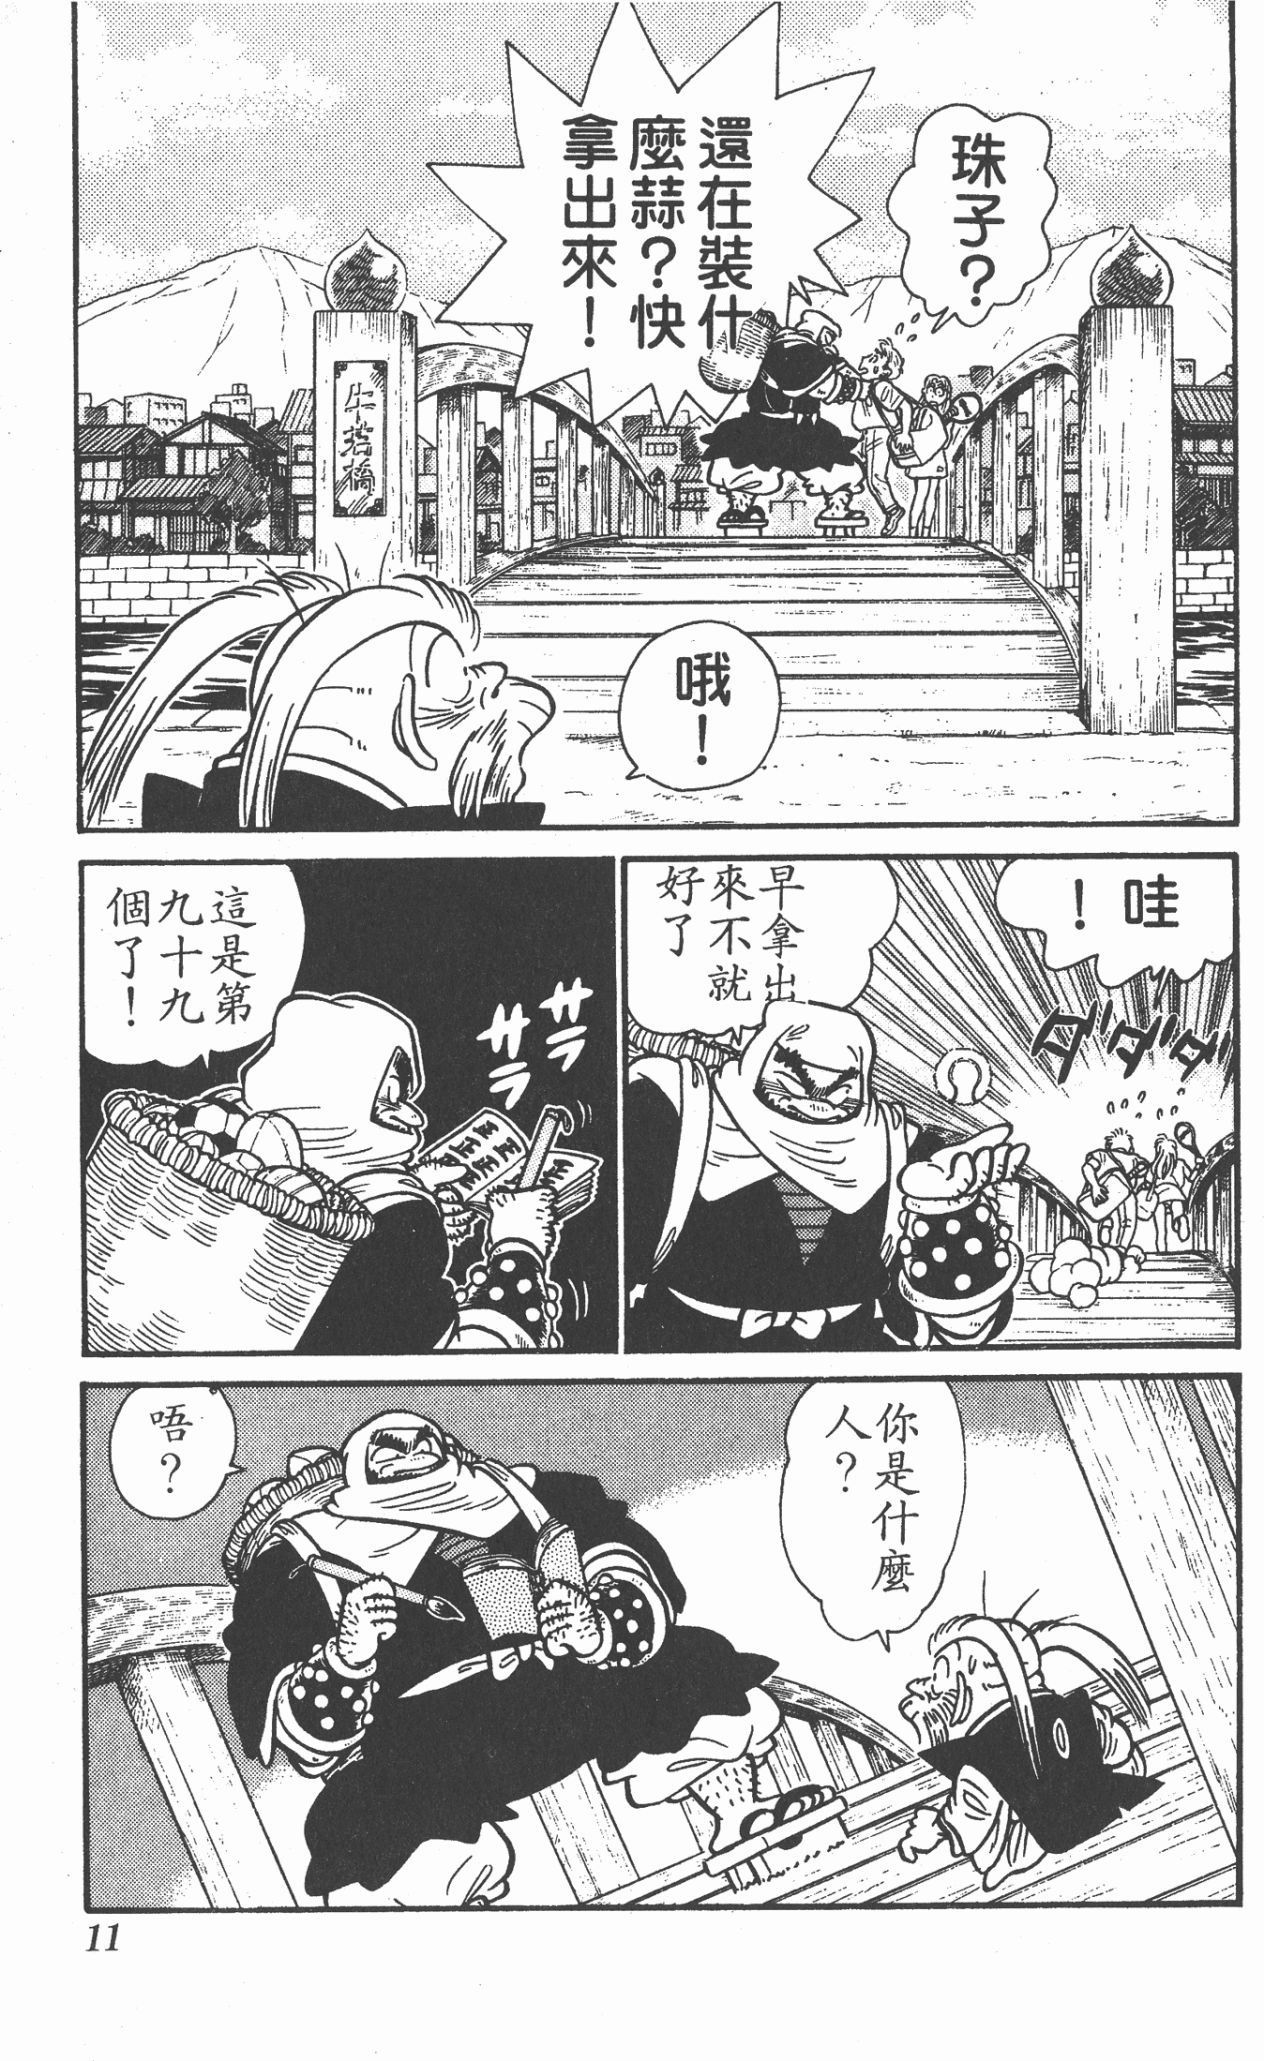 珠子？
還在裝什
麼蒜？快
拿出來！
牛若橋
哦！
哇！
ダダダッ
早拿出
來不就
好了
這是第
九十九
個了！
サラ
サラ
你是什麼
人？
唔？
11